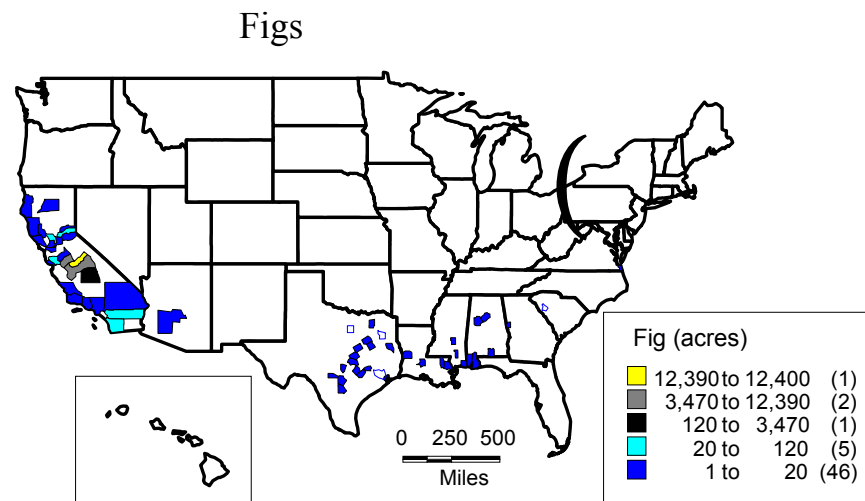 Figs
Fig (acres)
12,390 to 12,400 (1)
3,470 to 12,390 (2)
120 to 3,470 (1)
20 to 120 (5)
1 to 20 (46)
0 250 500
Miles